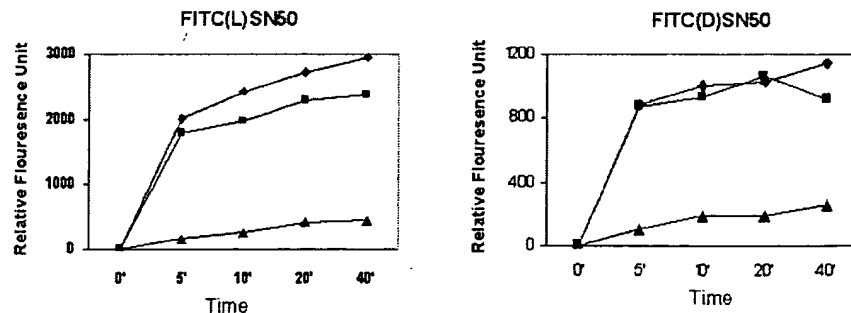 FITC(L)SN50
Relative Flouresence Unit
3000
2000
1000
0
0' 5' 10' 20' 40'
Time
FITC(D)SN50
Relative Flouresence Unit
1200
800
400
0
0' 5' 10' 20' 40'
Time